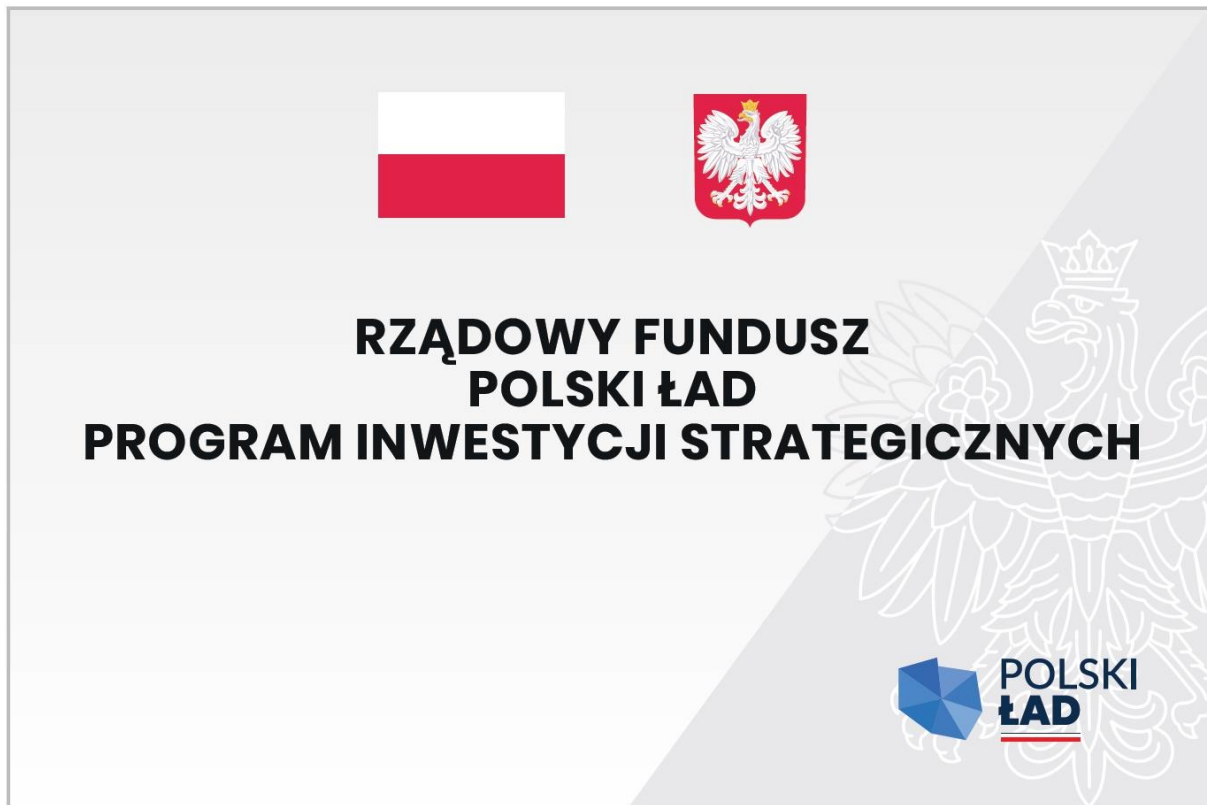 RZĄDOWY FUNDUSZ
POLSKI ŁAD
PROGRAM INWESTYCJI STRATEGICZNYCH
POLSKI
ŁAD